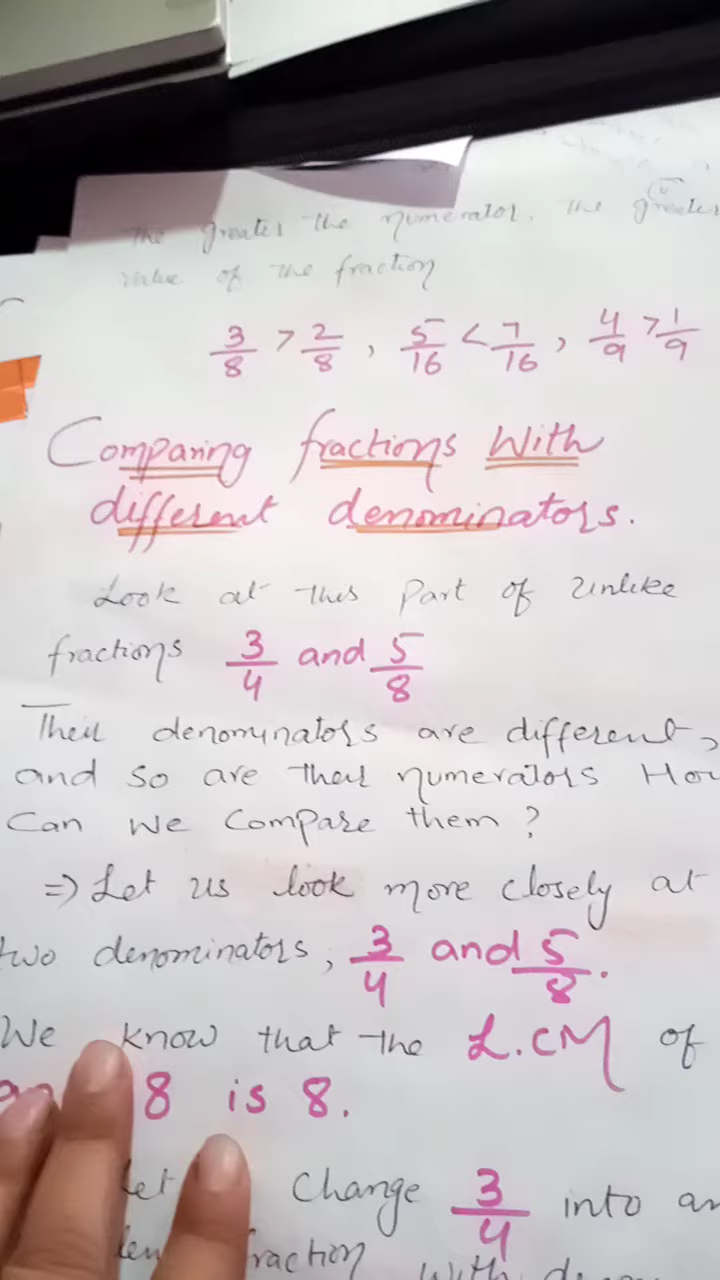 The greater the numerator, the greater
value of the fraction
3/8 > 2/8, 5/16 < 7/16, 4/9 > 1/9
Comparing fractions With
different denominators.
Look at this Part of Unlike
fractions 3/4 and 5/8
Their denominators are different,
and so are their numerators How
Can We Compare them?
⇒ Let us look more closely at
two denominators, 3/4 and 5/8.
We know that the L.CM of
8 is 8.
Let Change 3/4 into an
fraction With